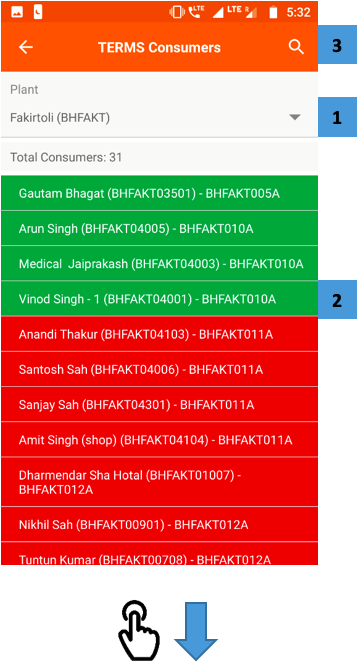 LTE LTE R 5:32
TERMS Consumers
3
Plant
Fakirtoli (BHFAKT)
1
Total Consumers: 31
Gautam Bhagat (BHFAKT03501) - BHFAKT005A
Arun Singh (BHFAKT04005) - BHFAKT010A
Medical  Jaiprakash (BHFAKT04003) - BHFAKT010A
Vinod Singh - 1 (BHFAKT04001) - BHFAKT010A
2
Anandi Thakur (BHFAKT04103) - BHFAKT011A
Santosh Sah (BHFAKT04006) - BHFAKT011A
Sanjay Sah (BHFAKT04301) - BHFAKT011A
Amit Singh (shop) (BHFAKT04104) - BHFAKT011A
Dharmendar Sha Hotal (BHFAKT01007) -
BHFAKT012A
Nikhil Sah (BHFAKT00901) - BHFAKT012A
Tuntun Kumar (BHFAKT00708) - BHFAKT012A